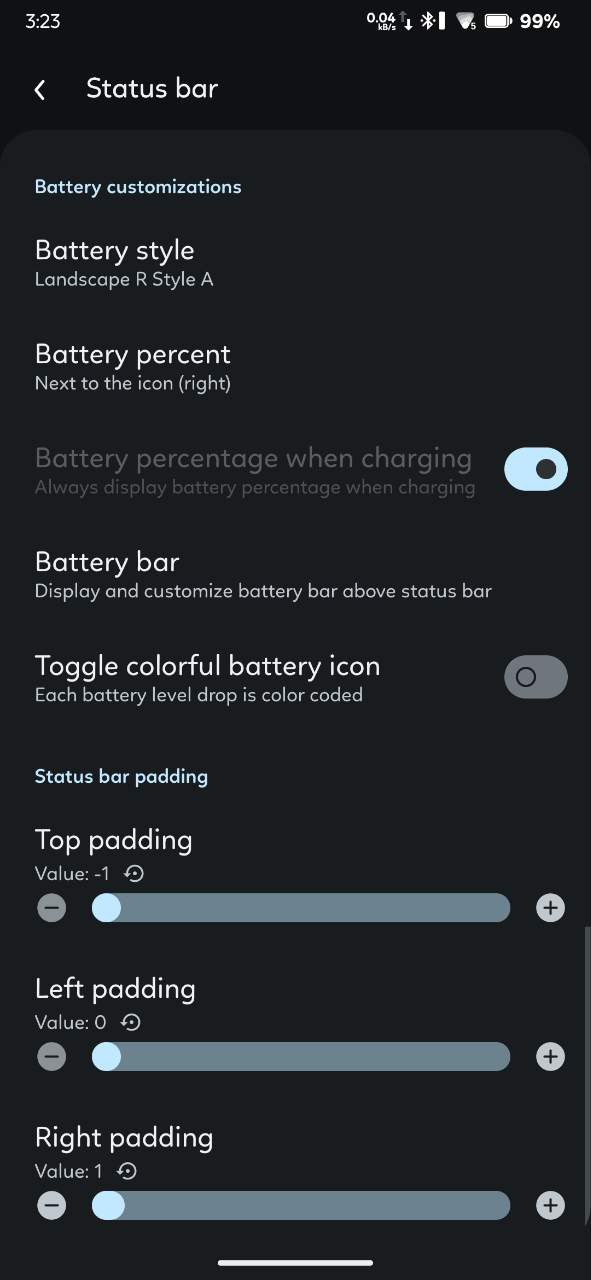 3:23
0.04
kB/s
5
99%
Status bar
Battery customizations
Battery style
Landscape R Style A
Battery percent
Next to the icon (right)
Battery percentage when charging
Always display battery percentage when charging
Battery bar
Display and customize battery bar above status bar
Toggle colorful battery icon
Each battery level drop is color coded
Status bar padding
Top padding
Value: -1
Left padding
Value: 0
Right padding
Value: 1